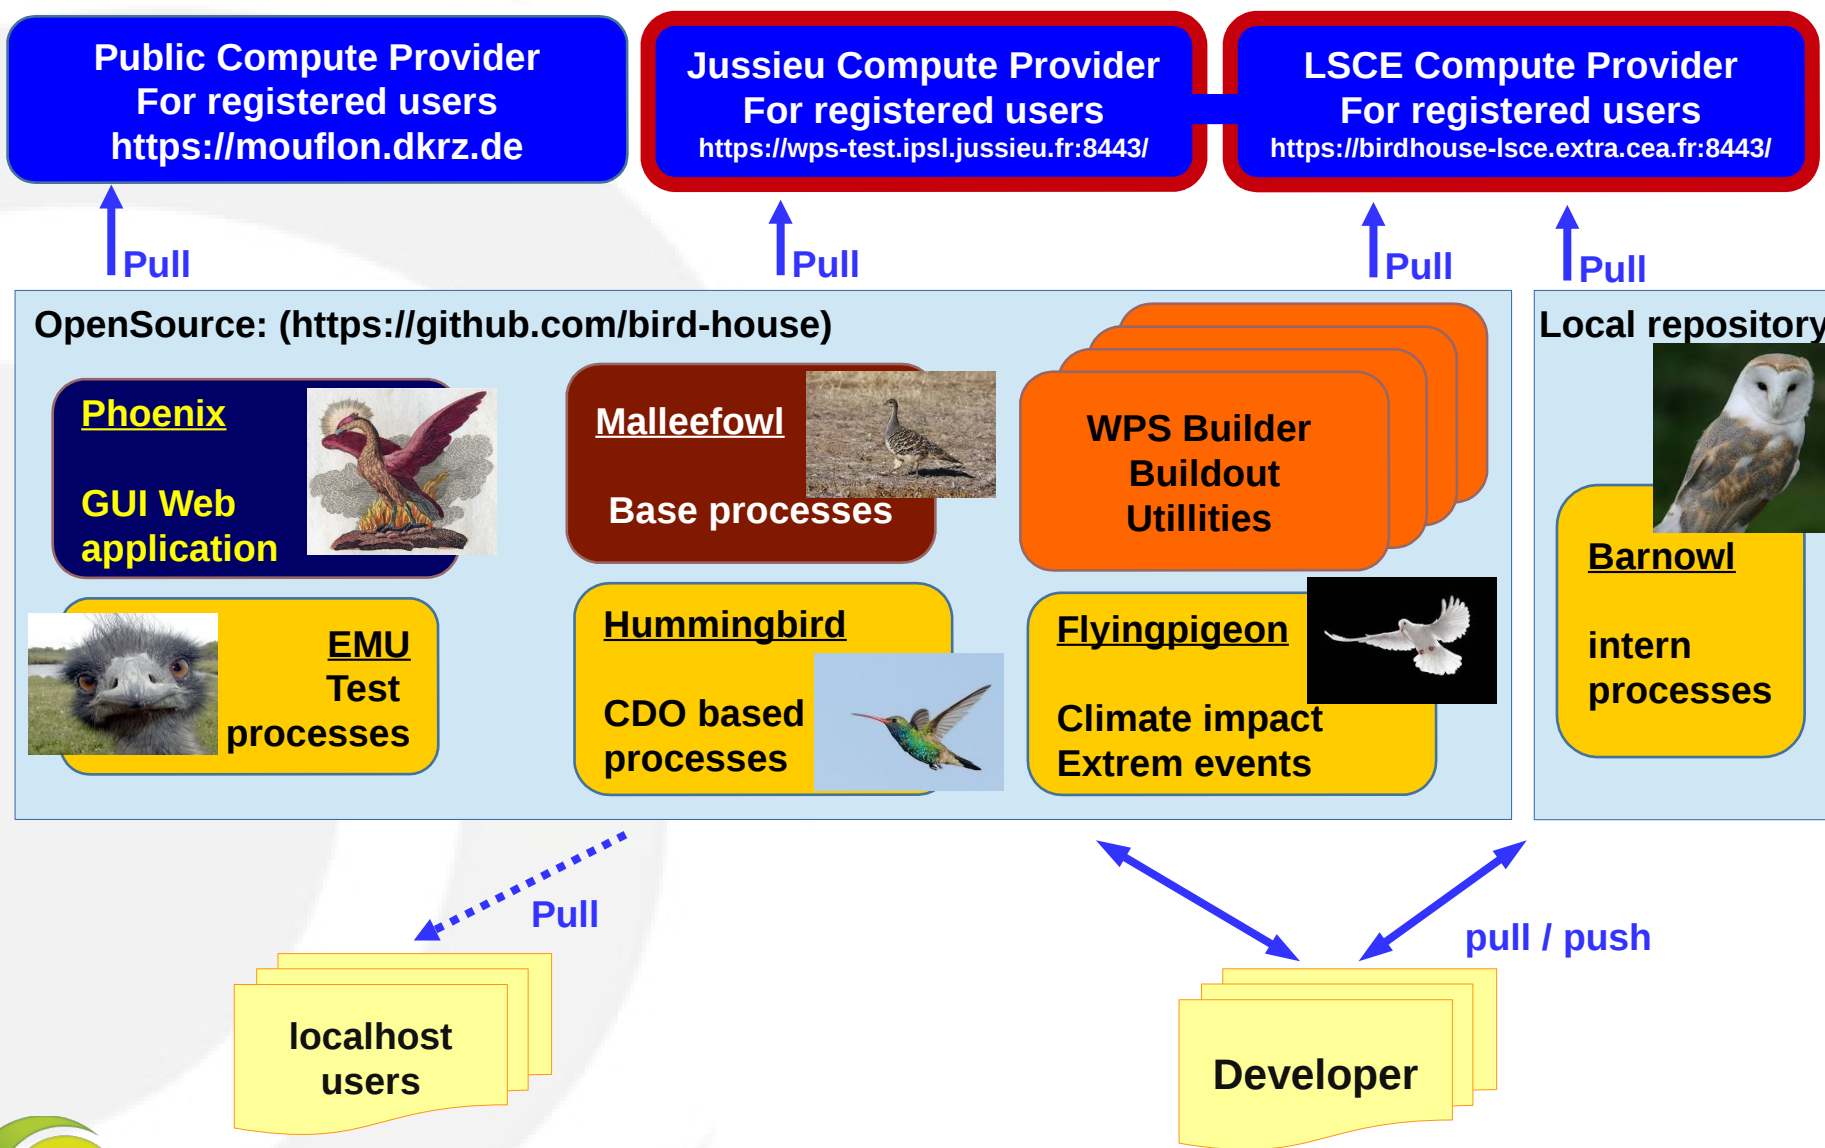 Public Compute Provider
For registered users
https://mouflon.dkrz.de
Jussieu Compute Provider
For registered users
https://wps-test.ipsl.jussieu.fr:8443/
LSCE Compute Provider
For registered users
https://birdhouse-lsce.extra.cea.fr:8443/
Pull
Pull
Pull
Pull
OpenSource: (https://github.com/bird-house)
Local repository
Phoenix
GUI Web
application
Malleefowl
Base processes
WPS Builder
Buildout
Utillities
EMU
Test
processes
Hummingbird
CDO based
processes
Flyingpigeon
Climate impact
Extrem events
Barnowl
intern
processes
Pull
pull / push
localhost
users
Developer